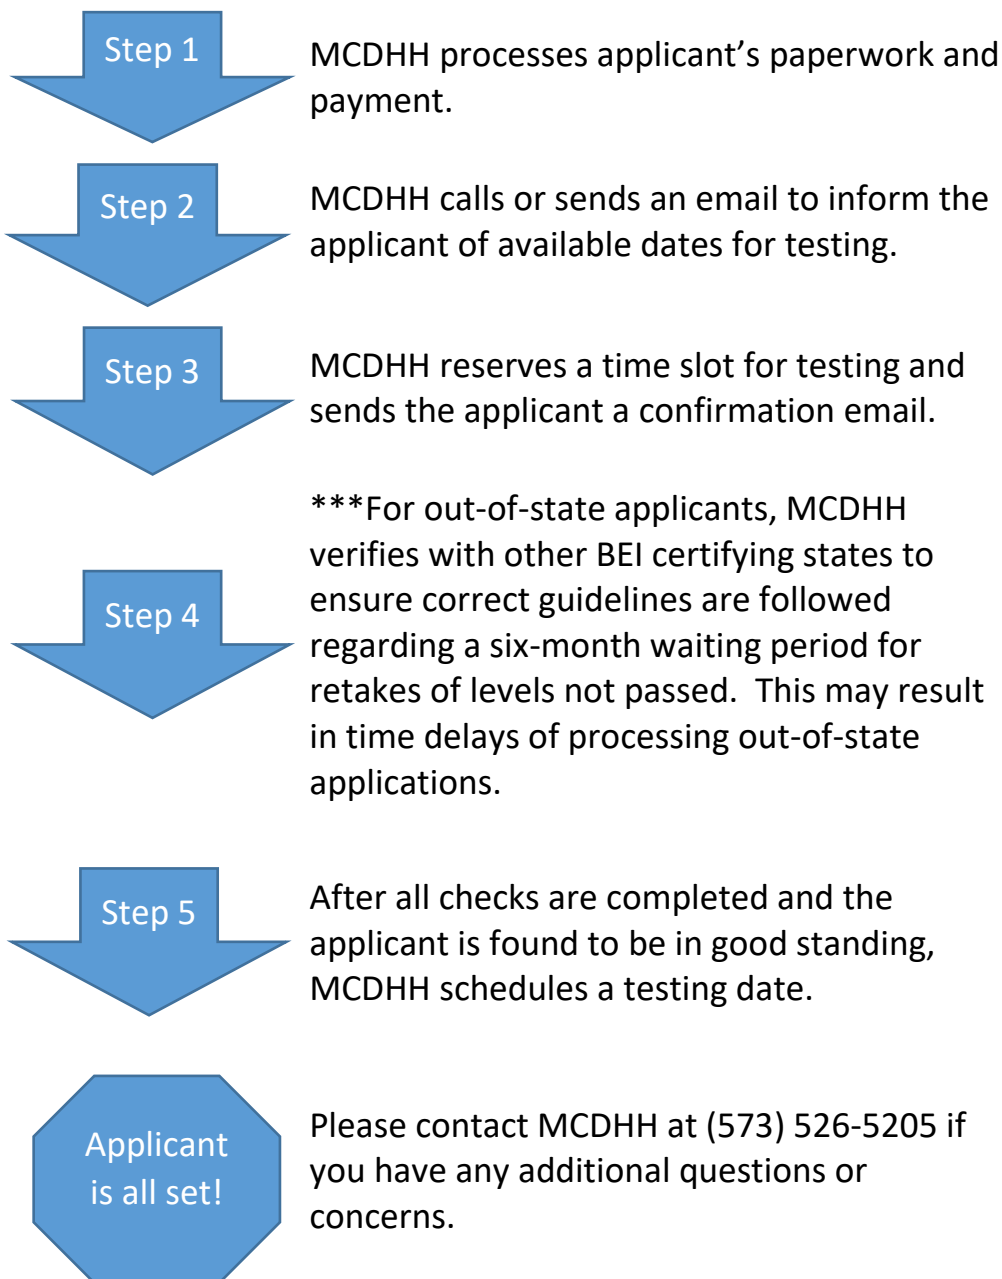 Step 1
MCDHH processes applicant’s paperwork and
payment.
Step 2
MCDHH calls or sends an email to inform the
applicant of available dates for testing.
Step 3
MCDHH reserves a time slot for testing and
sends the applicant a confirmation email.
Step 4
***For out-of-state applicants, MCDHH
verifies with other BEI certifying states to
ensure correct guidelines are followed
regarding a six-month waiting period for
retakes of levels not passed.  This may result
in time delays of processing out-of-state
applications.
Step 5
After all checks are completed and the
applicant is found to be in good standing,
MCDHH schedules a testing date.
Applicant
is all set!
Please contact MCDHH at (573) 526-5205 if
you have any additional questions or
concerns.